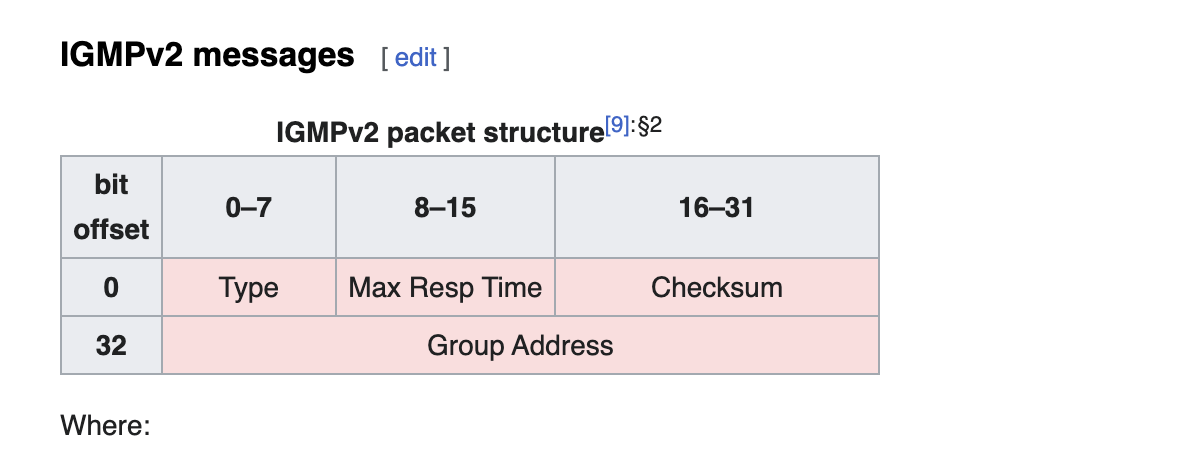 IGMPv2 messages [ edit ]
IGMPv2 packet structure[9]:§2
bit offset 0–7 8–15 16–31
0 Type Max Resp Time Checksum
32 Group Address
Where: